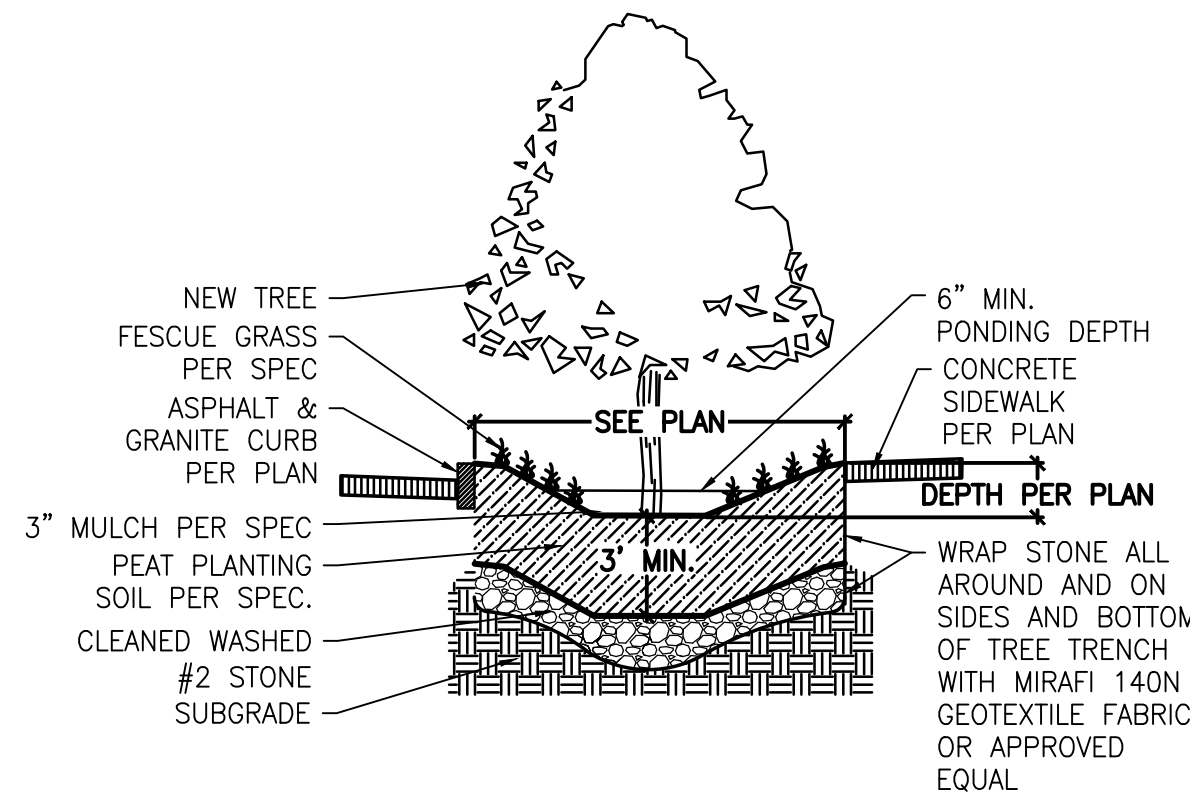 NEW TREE
FESCUE GRASS
PER SPEC
ASPHALT &
GRANITE CURB
PER PLAN
3" MULCH PER SPEC
PEAT PLANTING
SOIL PER SPEC.
CLEANED WASHED
#2 STONE
SUBGRADE
SEE PLAN
3' MIN.
6" MIN.
PONDING DEPTH
CONCRETE
SIDEWALK
PER PLAN
DEPTH PER PLAN
WRAP STONE ALL
AROUND AND ON
SIDES AND BOTTOM
OF TREE TRENCH
WITH MIRAFI 140N
GEOTEXTILE FABRIC
OR APPROVED
EQUAL